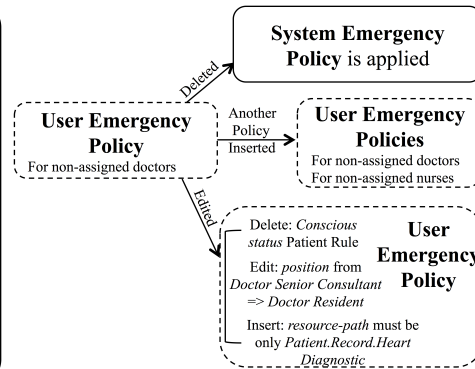 System Emergency
Policy is applied
Deleted
User Emergency
Policy
For non-assigned doctors
Another
Policy
Inserted
User Emergency
Policies
For non-assigned doctors
For non-assigned nurses
Edited
Delete: Conscious
status Patient Rule
Edit: position from
Doctor Senior Consultant
=> Doctor Resident
Insert: resource-path must be
only Patient.Record.Heart
Diagnostic
User
Emergency
Policy